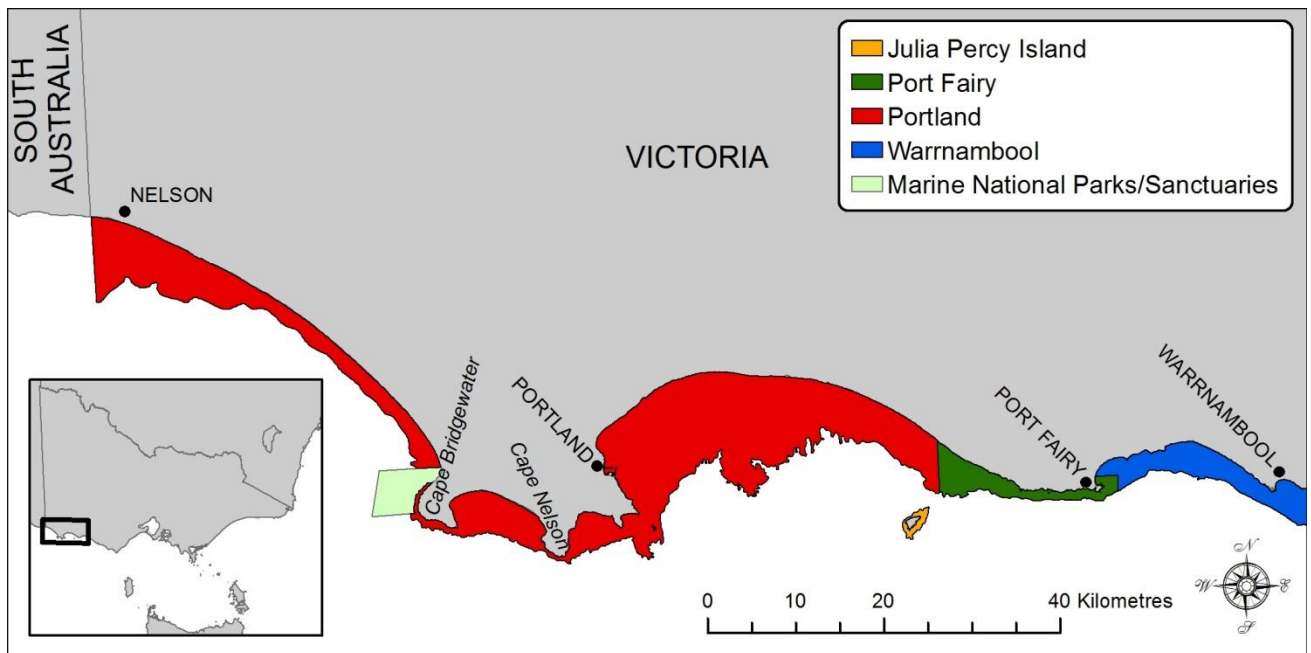 SOUTH
AUSTRALIA
NELSON
VICTORIA
Julia Percy Island
Port Fairy
Portland
Warrnambool
Marine National Parks/Sanctuaries
Cape Bridgewater
PORTLAND
Cape Nelson
PORT FAIRY
WARRNAMBOOL
0 10 20 40 Kilometres
N
W E
S